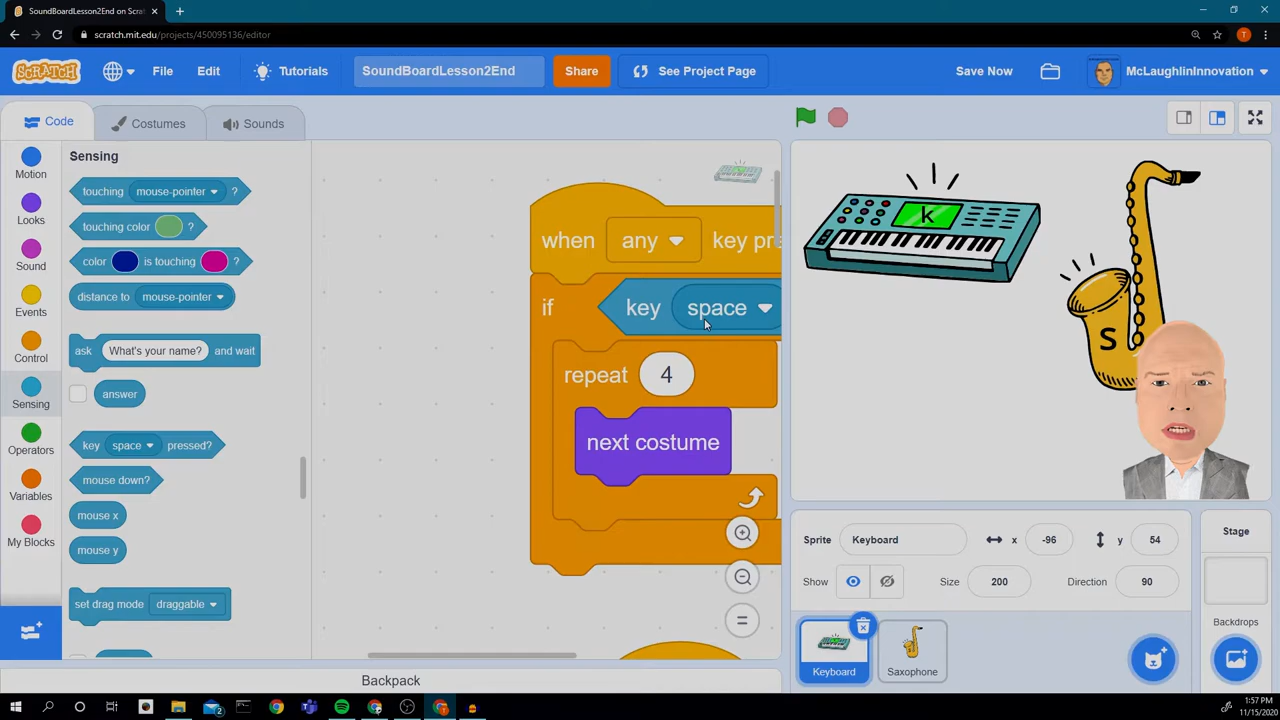 SoundBoardLesson2End on Scratch
scratch.mit.edu/projects/450095136/editor
T
SCRATCH
File
Edit
Tutorials
SoundBoardLesson2End
Share
See Project Page
Save Now
McLaughlinInnovation
Code
Costumes
Sounds
Motion
Looks
Sound
Events
Control
Sensing
Operators
Variables
My Blocks
Sensing
touching mouse-pointer ?
touching color ?
color is touching ?
distance to mouse-pointer
ask What's your name? and wait
answer
key space pressed?
mouse down?
mouse x
mouse y
set drag mode draggable
when any key pre
if key space
repeat 4
next costume
k
S
Sprite Keyboard x -96 y 54
Show Size 200 Direction 90
Keyboard
Saxophone
Stage
Backdrops
Backpack
1:57 PM
11/15/2020